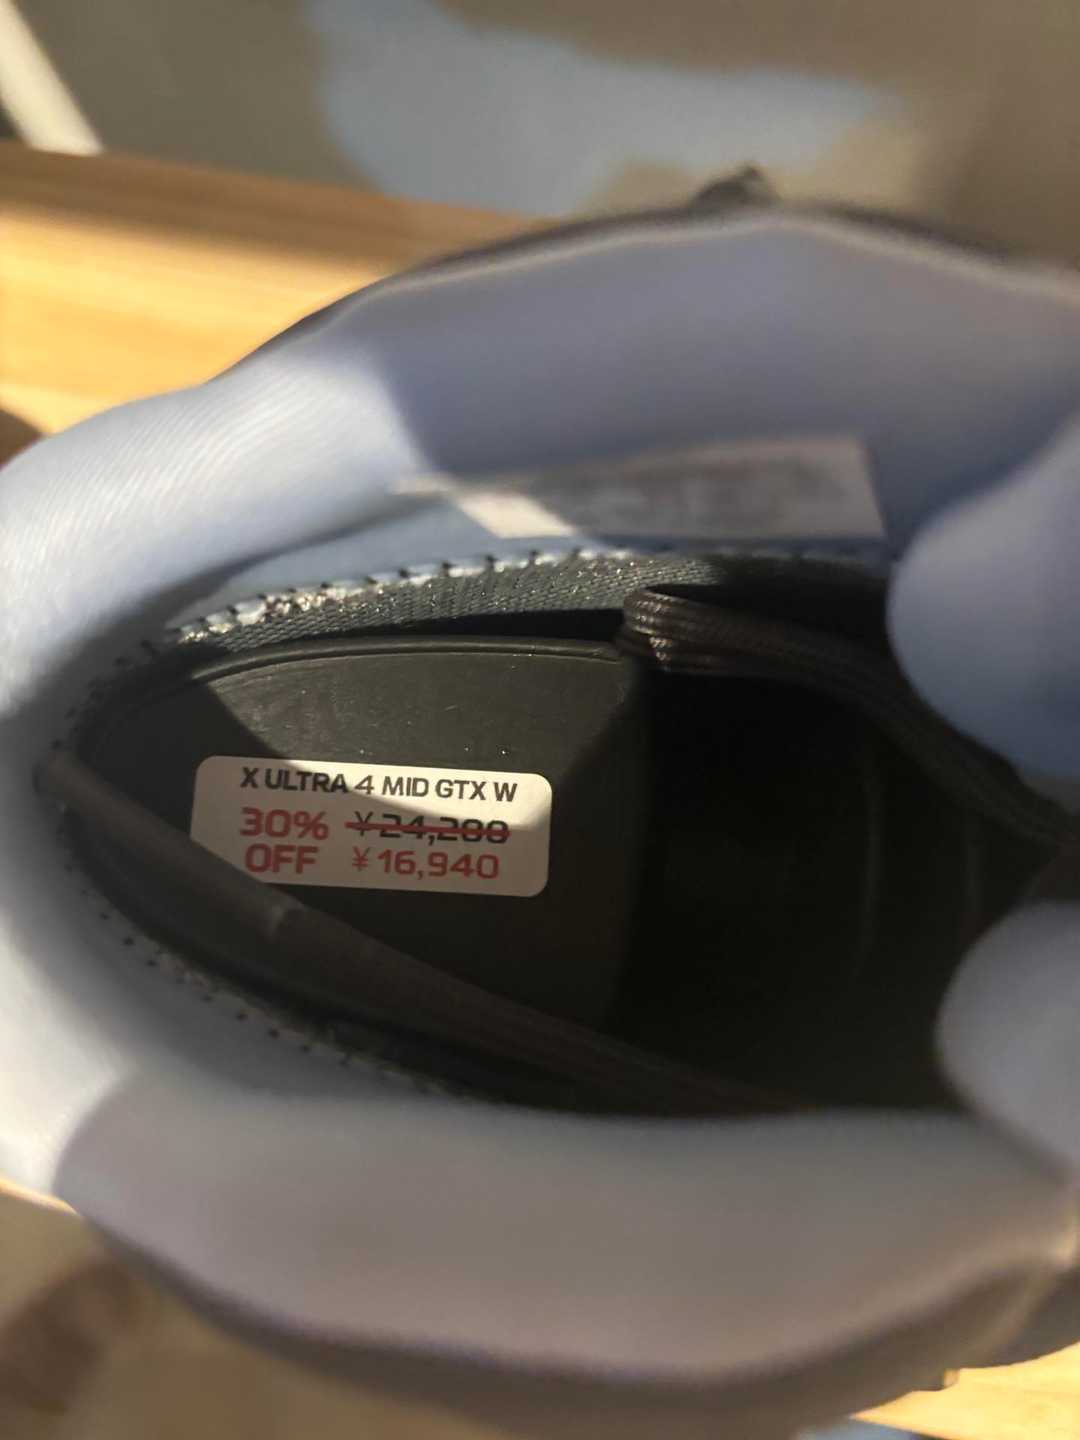 X ULTRA 4 MID GTX W
30% ¥24,200
OFF ¥16,940